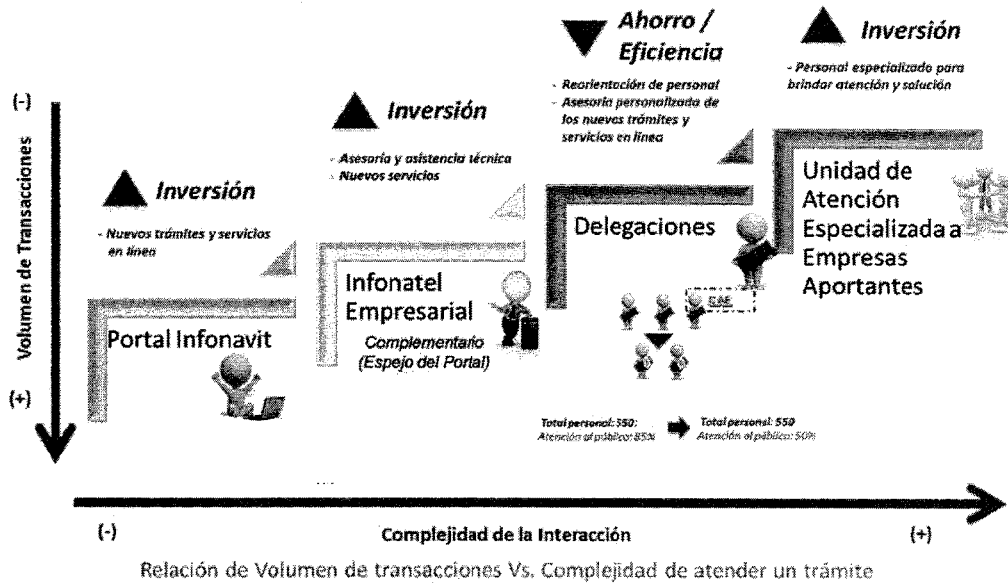 Ahorro /
Eficiencia
- Reorientación de personal
- Asesoría personalizada de
los nuevos trámites y
servicios en línea
Inversión
- Personal especializado para
brindar atención y solución
Inversión
- Asesoría y asistencia técnica
- Nuevos servicios
Inversión
- Nuevos trámites y servicios
en línea
(-)
Volumen de Transacciones
(+)
Portal Infonavit
Infonatel
Empresarial
Complementario
(Espejo del Portal)
Delegaciones
EAE
Total personal: 550:
Atención al público: 85%
Total personal: 550
Atención al público: 50%
Unidad de
Atención
Especializada a
Empresas
Aportantes
...
(-)
Complejidad de la Interacción
(+)
Relación de Volumen de transacciones Vs. Complejidad de atender un trámite